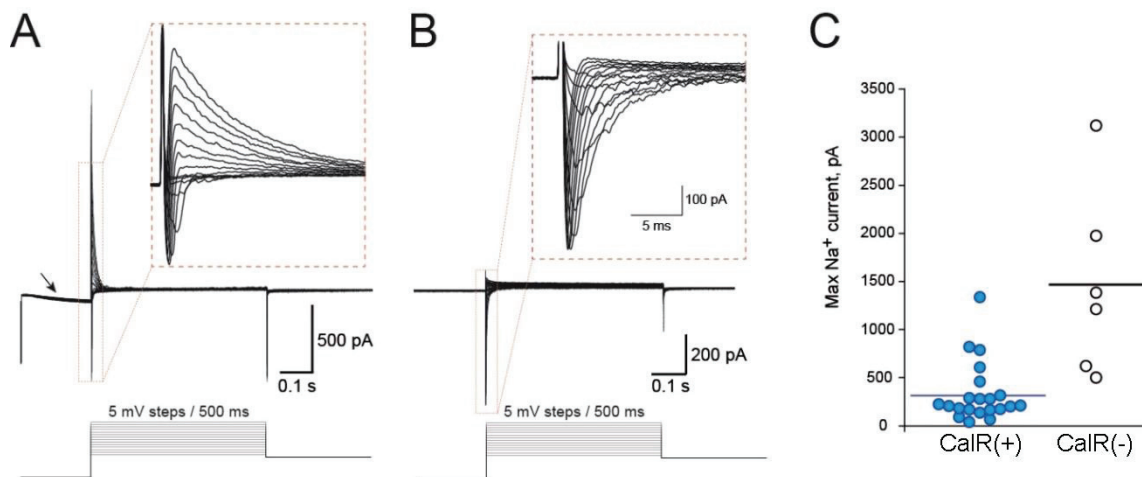 A
500 pA
0.1 s
5 mV steps / 500 ms
B
100 pA
5 ms
200 pA
0.1 s
5 mV steps / 500 ms
C
Max Na⁺ current, pA
3500
3000
2500
2000
1500
1000
500
0
CalR(+) CalR(-)